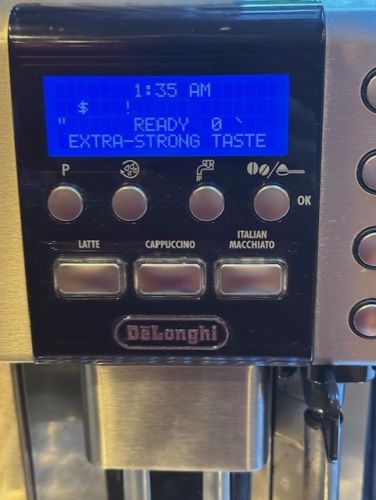 1:35 AM
$ !
" READY 0 `
EXTRA-STRONG TASTE
P
OK
LATTE
CAPPUCCINO
ITALIAN
MACCHIATO
DeLonghi